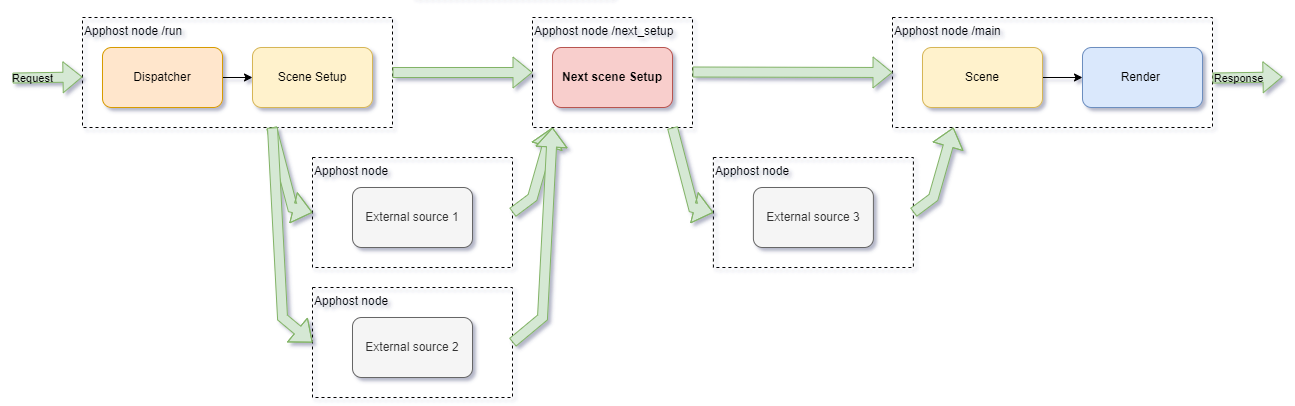 Apphost node /run
Apphost node /next_setup
Apphost node /main
Request
Dispatcher
Scene Setup
Next scene Setup
Scene
Render
Response
Apphost node
External source 1
Apphost node
External source 3
Apphost node
External source 2